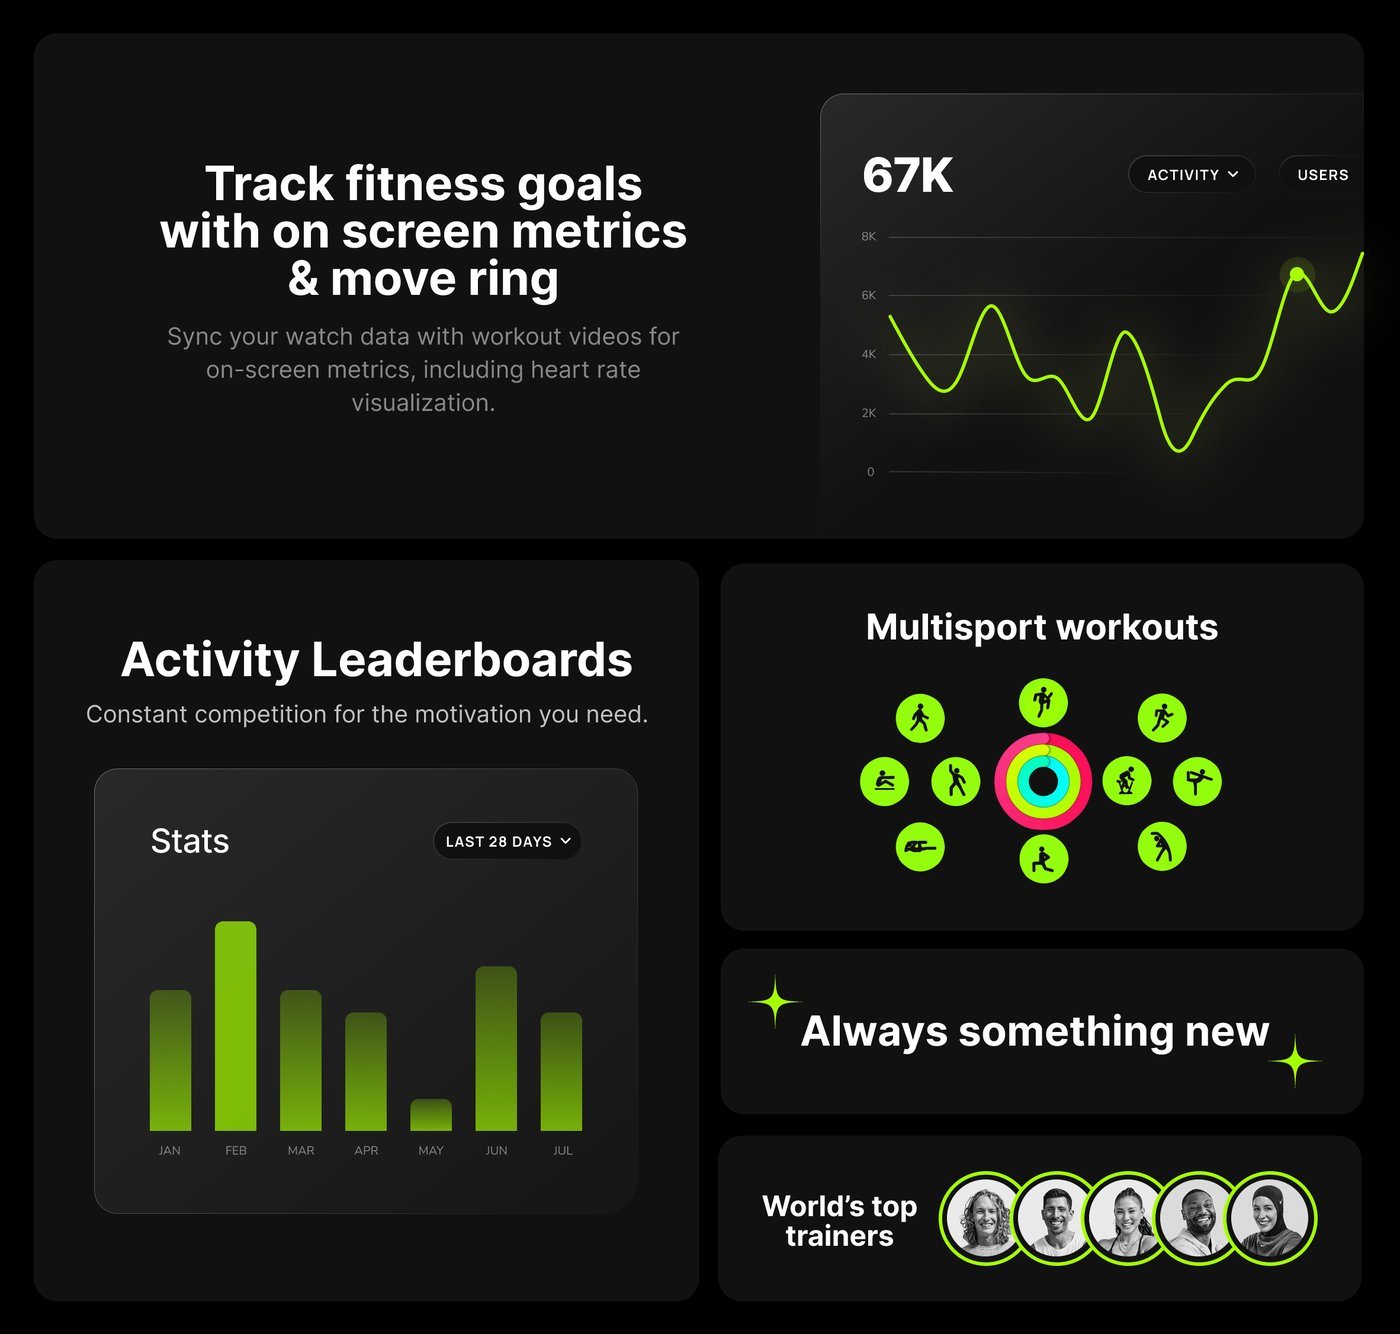 Track fitness goals
with on screen metrics
& move ring
Sync your watch data with workout videos for
on-screen metrics, including heart rate
visualization.
67K
ACTIVITY
USERS
8K
6K
4K
2K
0
Activity Leaderboards
Constant competition for the motivation you need.
Stats
LAST 28 DAYS
JAN FEB MAR APR MAY JUN JUL
Multisport workouts
Always something new
World’s top
trainers